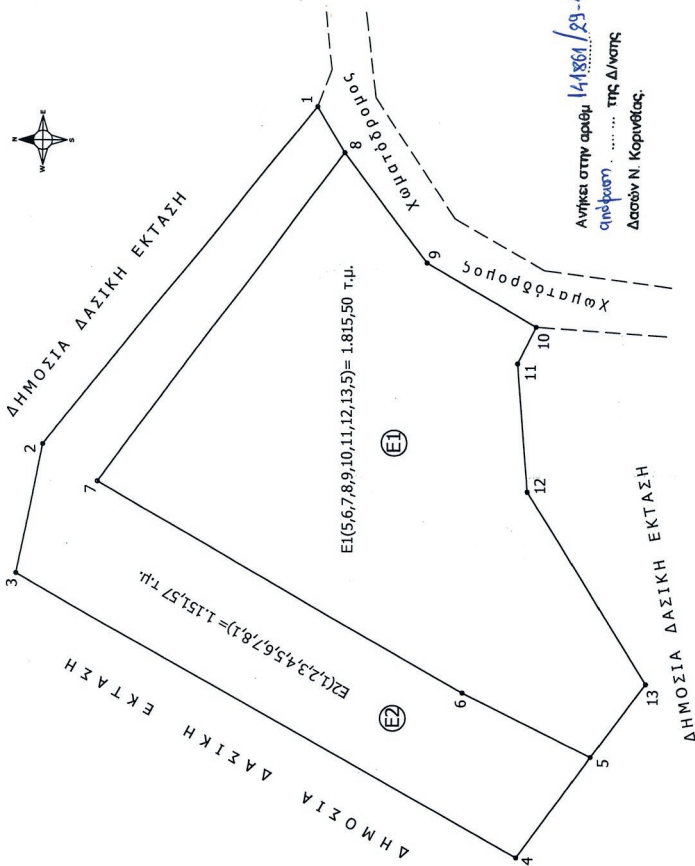 N
W E
S
ΔΗΜΟΣΙΑ ΔΑΣΙΚΗ ΕΚΤΑΣΗ
1
2
3
4
5
6
7
8
9
10
11
12
13
Χωματόδρομος
Χωματόδρομος
E1(5,6,7,8,9,10,11,12,13,5)= 1.815,50 τ.μ.
E1
E2(1,2,3,4,5,6,7,8,1)= 1.151,57 τ.μ.
E2
ΔΗΜΟΣΙΑ ΔΑΣΙΚΗ ΕΚΤΑΣΗ
ΔΗΜΟΣΙΑ ΔΑΣΙΚΗ ΕΚΤΑΣΗ
Ανήκει στην αριθμ 141861/29-
απόφαση ........ της Δ/νσης
Δασών Ν. Κορινθίας.